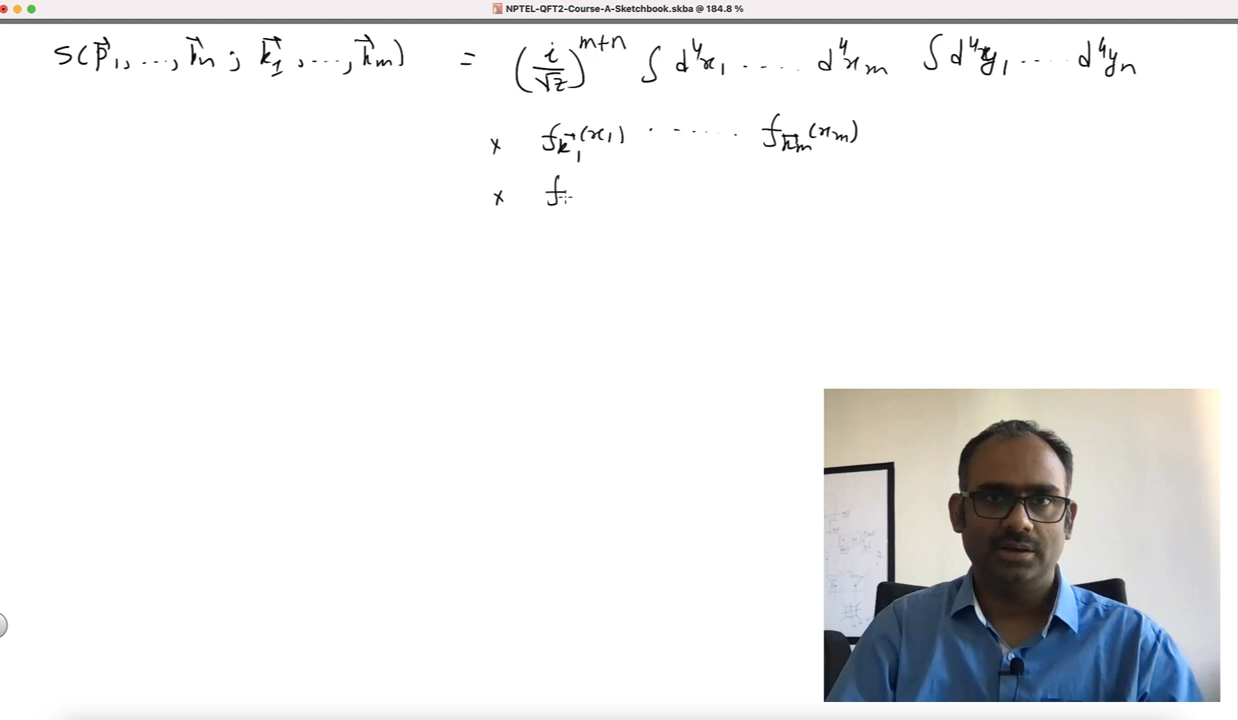 NPTEL-QFT2-Course-A-Sketchbook.skba @ 184.8 %
S(p⃗₁, ..., p⃗ₙ ; k⃗₁, ..., k⃗ₘ) = (i/√z)^{m+n} ∫ d⁴x₁ .... d⁴xₘ ∫ d⁴y₁ .... d⁴yₙ
× f_{k⃗₁}(x₁) ...... f_{k⃗ₘ}(xₘ)
× f